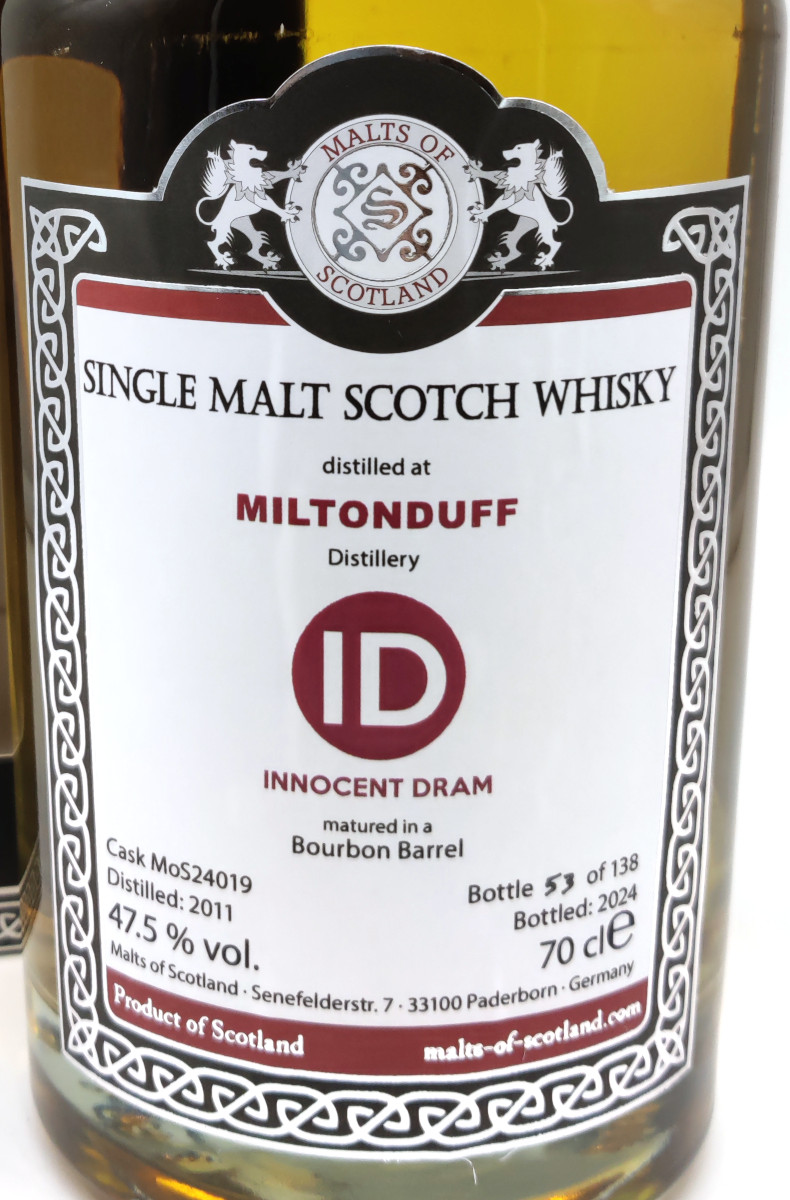 MALTS OF
S
SCOTLAND
SINGLE MALT SCOTCH WHISKY
distilled at
MILTONDUFF
Distillery
ID
INNOCENT DRAM
matured in a
Bourbon Barrel
Cask MoS24019
Distilled: 2011
47.5 % vol.
Bottle 53 of 138
Bottled: 2024
70 cl℮
Malts of Scotland · Senefelderstr. 7 · 33100 Paderborn · Germany
Product of Scotland
malts-of-scotland.com